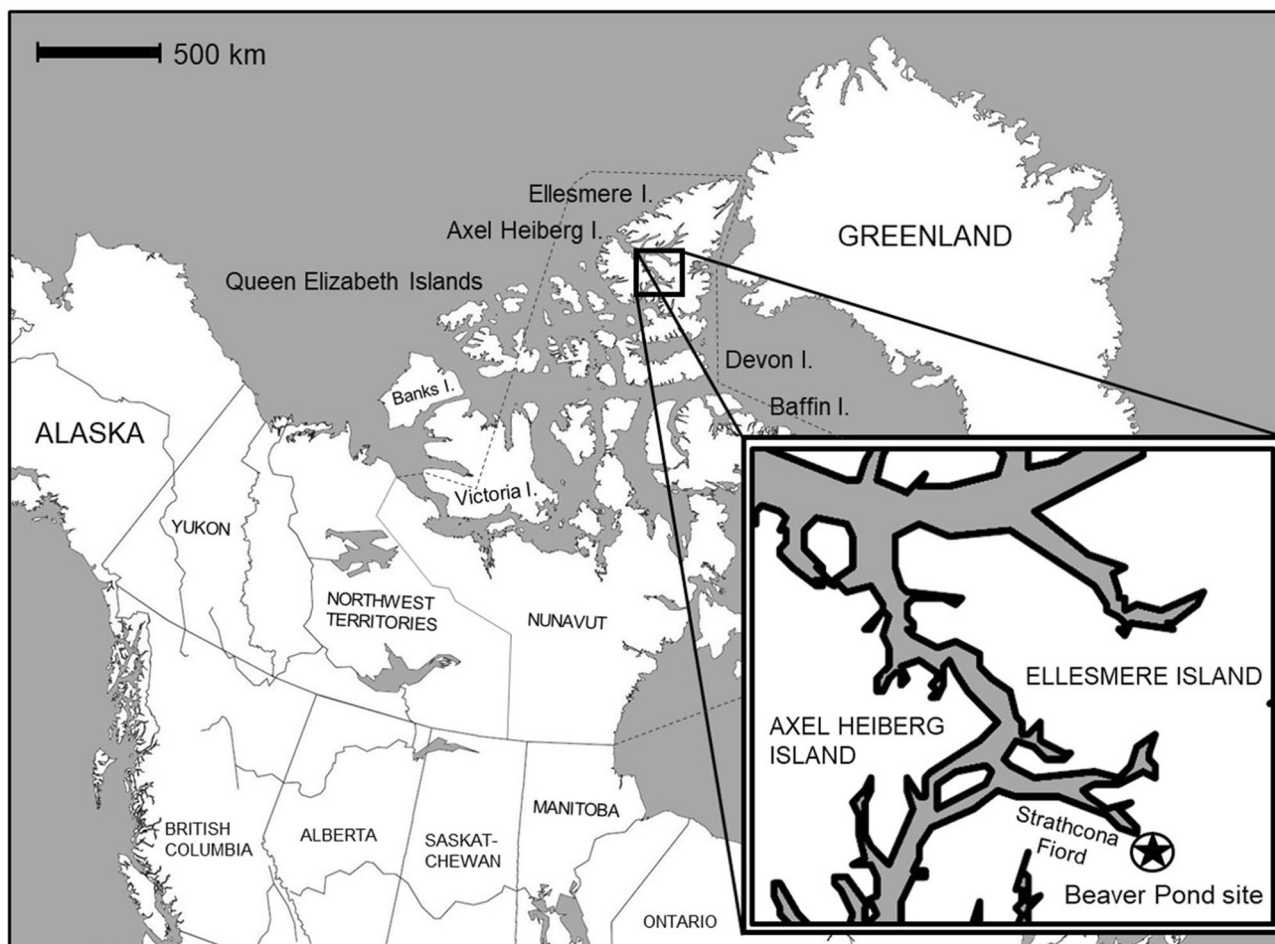 500 km
Ellesmere I.
Axel Heiberg I.
GREENLAND
Queen Elizabeth Islands
Devon I.
Banks I.
Baffin I.
ALASKA
Victoria I.
YUKON
NORTHWEST
TERRITORIES
NUNAVUT
BRITISH
COLUMBIA
ALBERTA
SASKAT-
CHEWAN
MANITOBA
ONTARIO
ELLESMERE ISLAND
AXEL HEIBERG
ISLAND
Strathcona
Fiord
Beaver Pond site